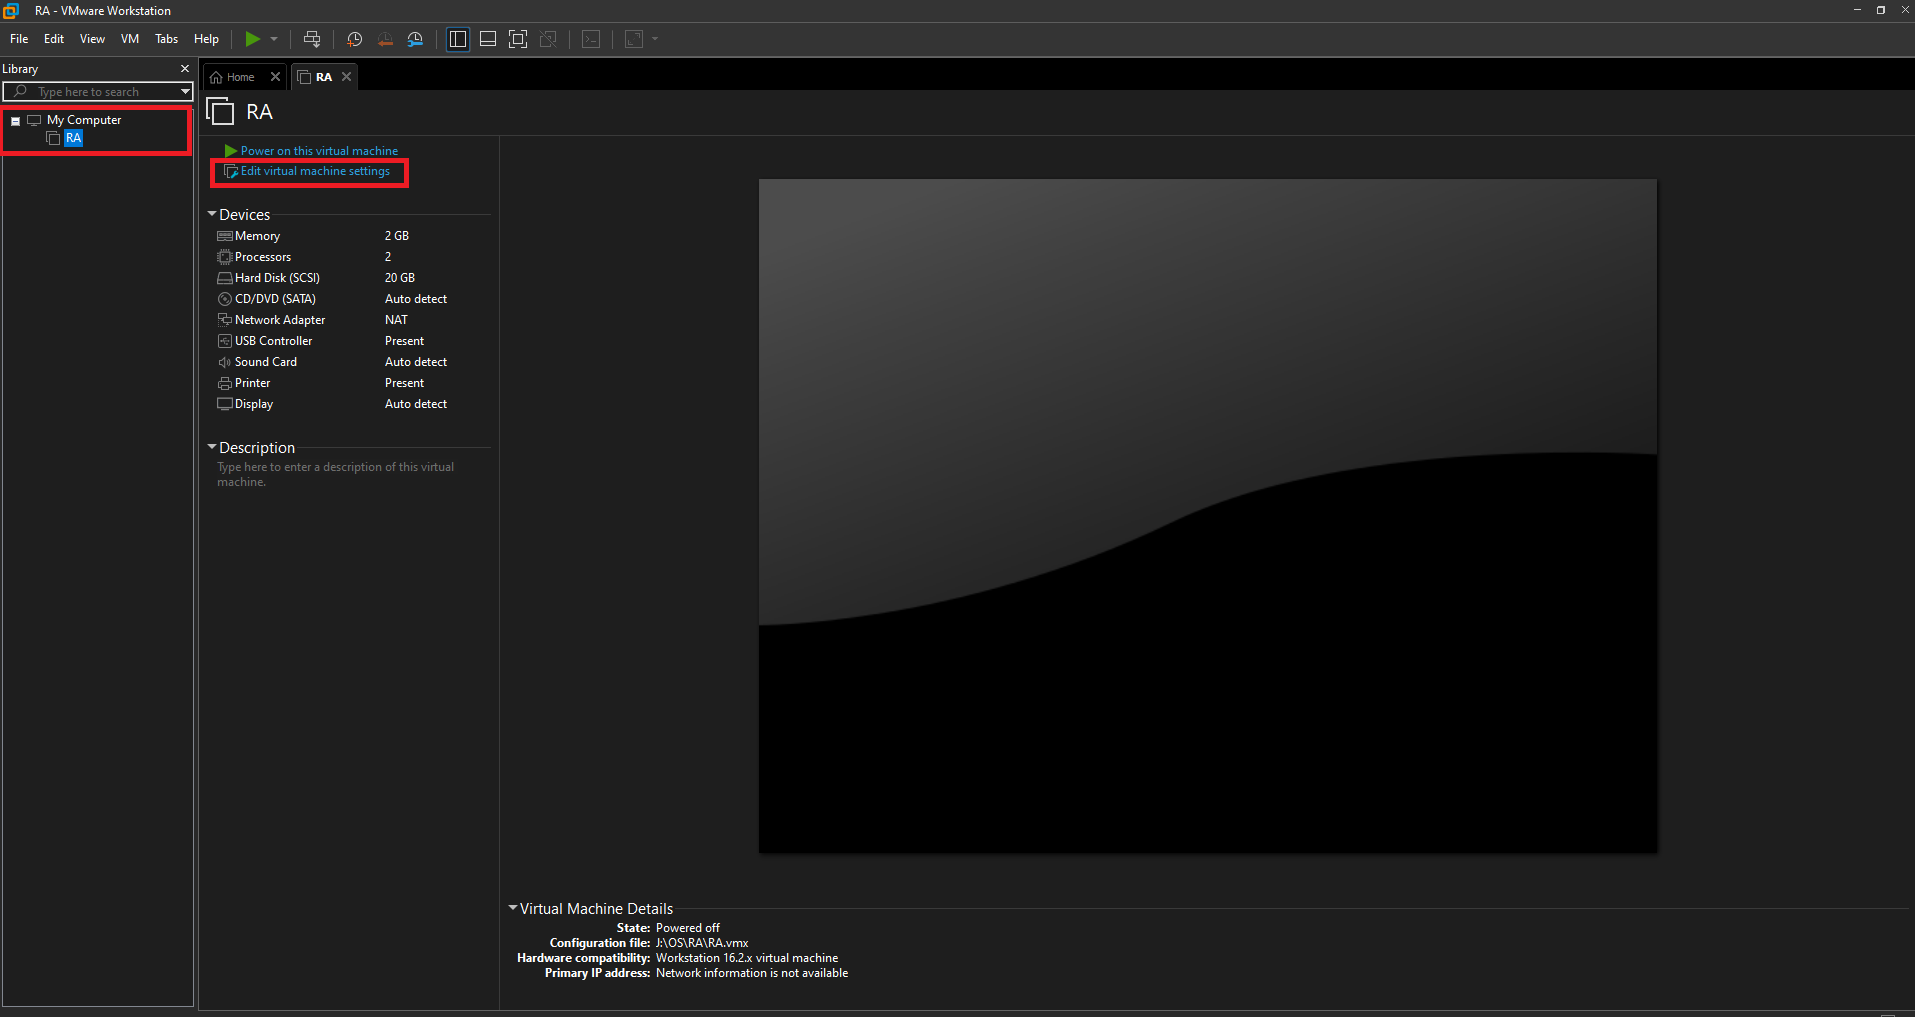 RA - VMware Workstation
File Edit View VM Tabs Help
Library
Type here to search
My Computer
RA
Home
RA
RA
Power on this virtual machine
Edit virtual machine settings
Devices
Memory 2 GB
Processors 2
Hard Disk (SCSI) 20 GB
CD/DVD (SATA) Auto detect
Network Adapter NAT
USB Controller Present
Sound Card Auto detect
Printer Present
Display Auto detect
Description
Type here to enter a description of this virtual
machine.
Virtual Machine Details
State: Powered off
Configuration file: J:\OS\RA\RA.vmx
Hardware compatibility: Workstation 16.2.x virtual machine
Primary IP address: Network information is not available